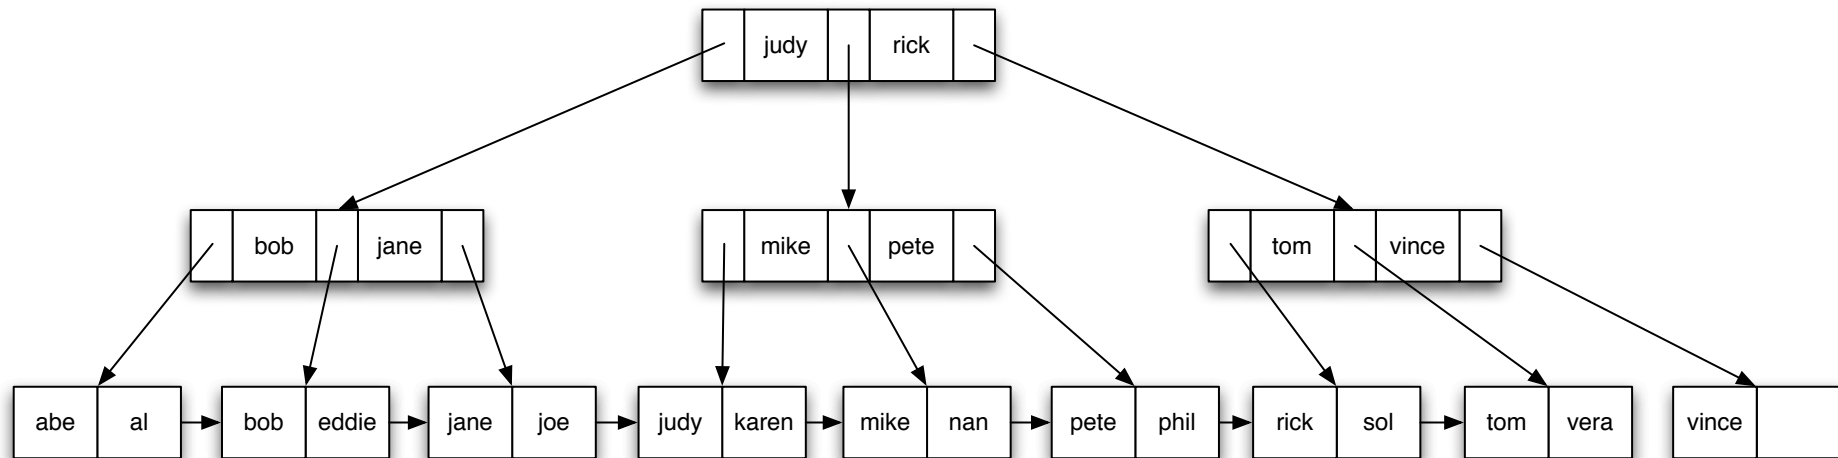 judy rick
bob jane mike pete tom vince
abe al bob eddie jane joe judy karen mike nan pete phil rick sol tom vera vince